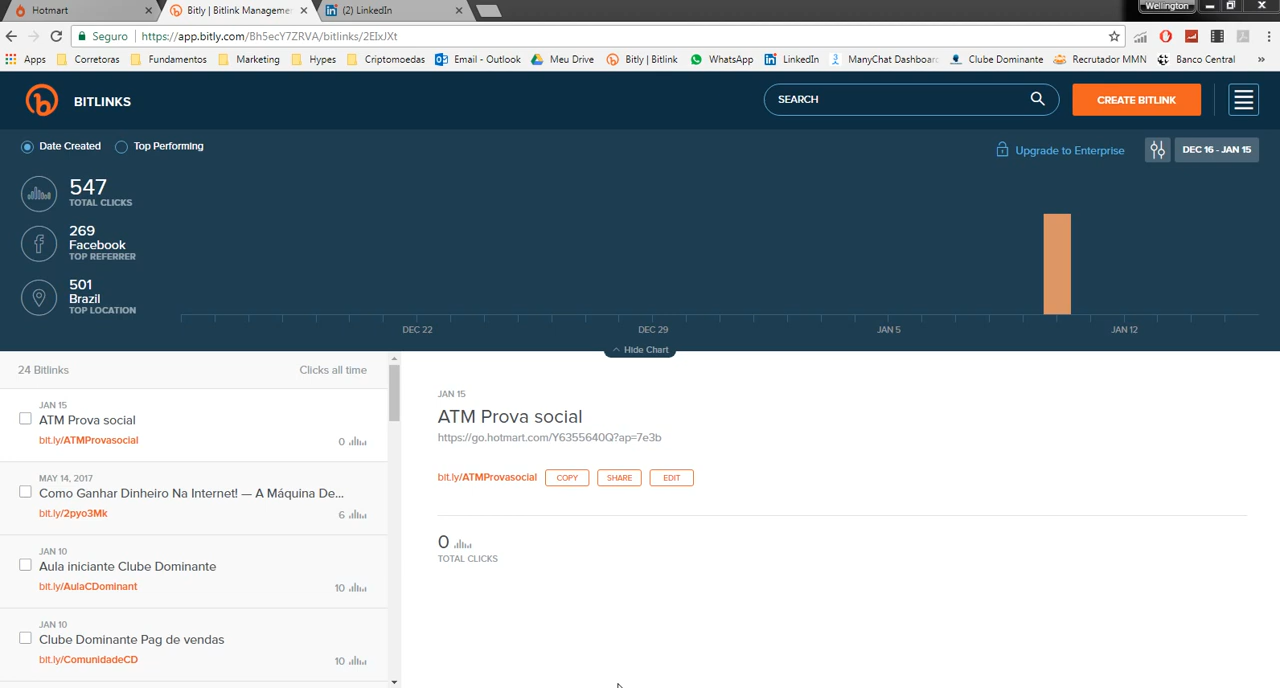 Hotmart
Bitly | Bitlink Manageme
(2) LinkedIn
Wellington
Seguro
https://app.bitly.com/Bh5ecY7ZRVA/bitlinks/2EIxJXt
Apps Corretoras Fundamentos Marketing Hypes Criptomoedas Email - Outlook Meu Drive Bitly | Bitlink WhatsApp LinkedIn ManyChat Dashboard Clube Dominante Recrutador MMN Banco Central »
BITLINKS
SEARCH
CREATE BITLINK
Date Created Top Performing
Upgrade to Enterprise
DEC 16 - JAN 15
547
TOTAL CLICKS
269
Facebook
TOP REFERRER
501
Brazil
TOP LOCATION
DEC 22 DEC 29 JAN 5 JAN 12
Hide Chart
24 Bitlinks Clicks all time
JAN 15
ATM Prova social
bit.ly/ATMProvasocial 0
MAY 14, 2017
Como Ganhar Dinheiro Na Internet! — A Máquina De...
bit.ly/2pyo3Mk 6
JAN 10
Aula iniciante Clube Dominante
bit.ly/AulaCDominant 10
JAN 10
Clube Dominante Pag de vendas
bit.ly/ComunidadeCD 10
JAN 15
ATM Prova social
https://go.hotmart.com/Y6355640Q?ap=7e3b
bit.ly/ATMProvasocial COPY SHARE EDIT
0
TOTAL CLICKS